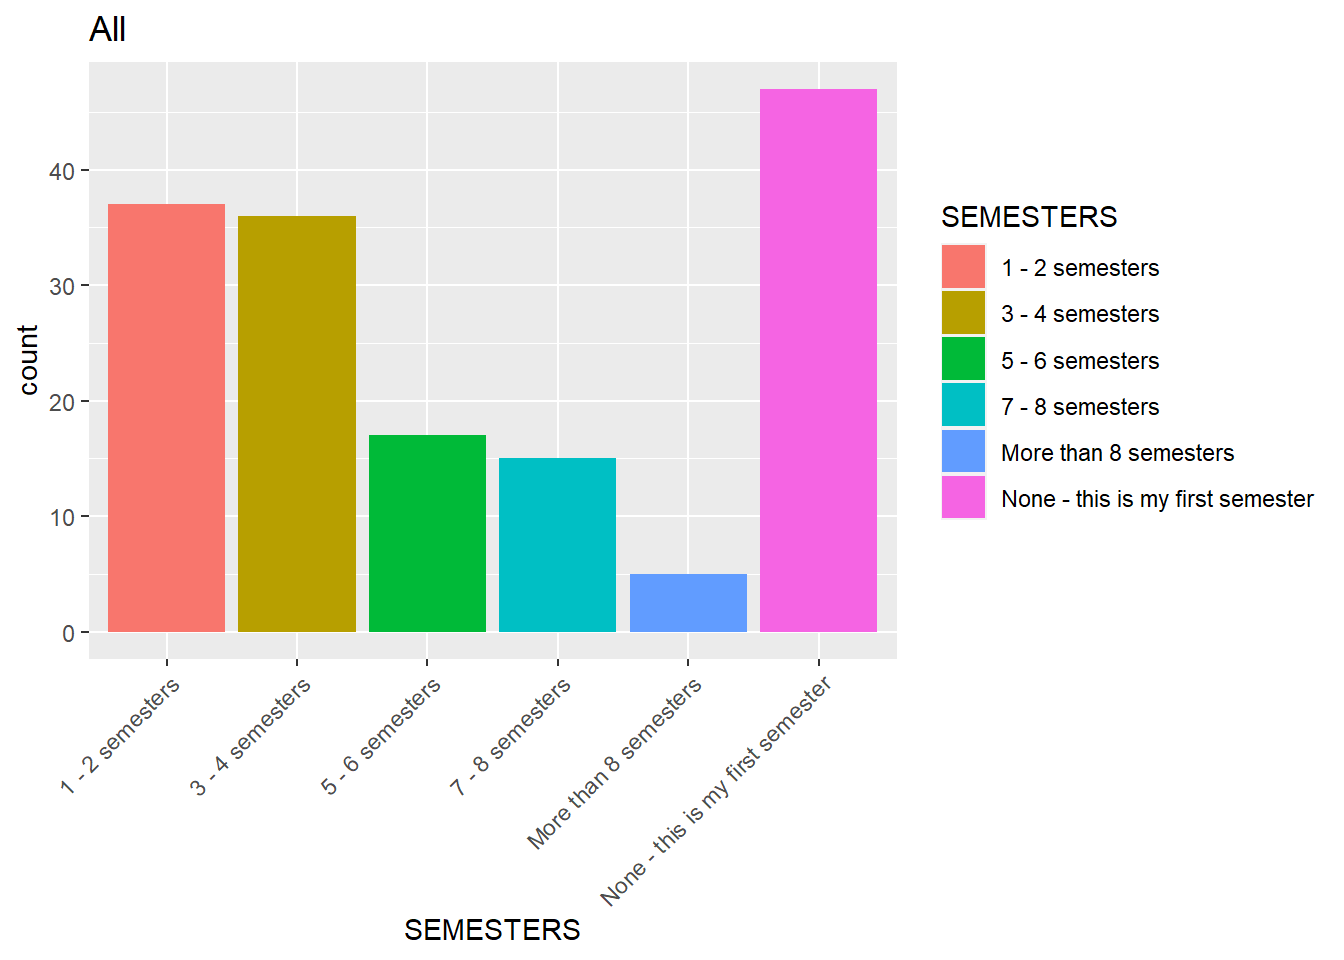 All
count
40
30
20
10
0
1 - 2 semesters
3 - 4 semesters
5 - 6 semesters
7 - 8 semesters
More than 8 semesters
None - this is my first semester
SEMESTERS
SEMESTERS
1 - 2 semesters
3 - 4 semesters
5 - 6 semesters
7 - 8 semesters
More than 8 semesters
None - this is my first semester